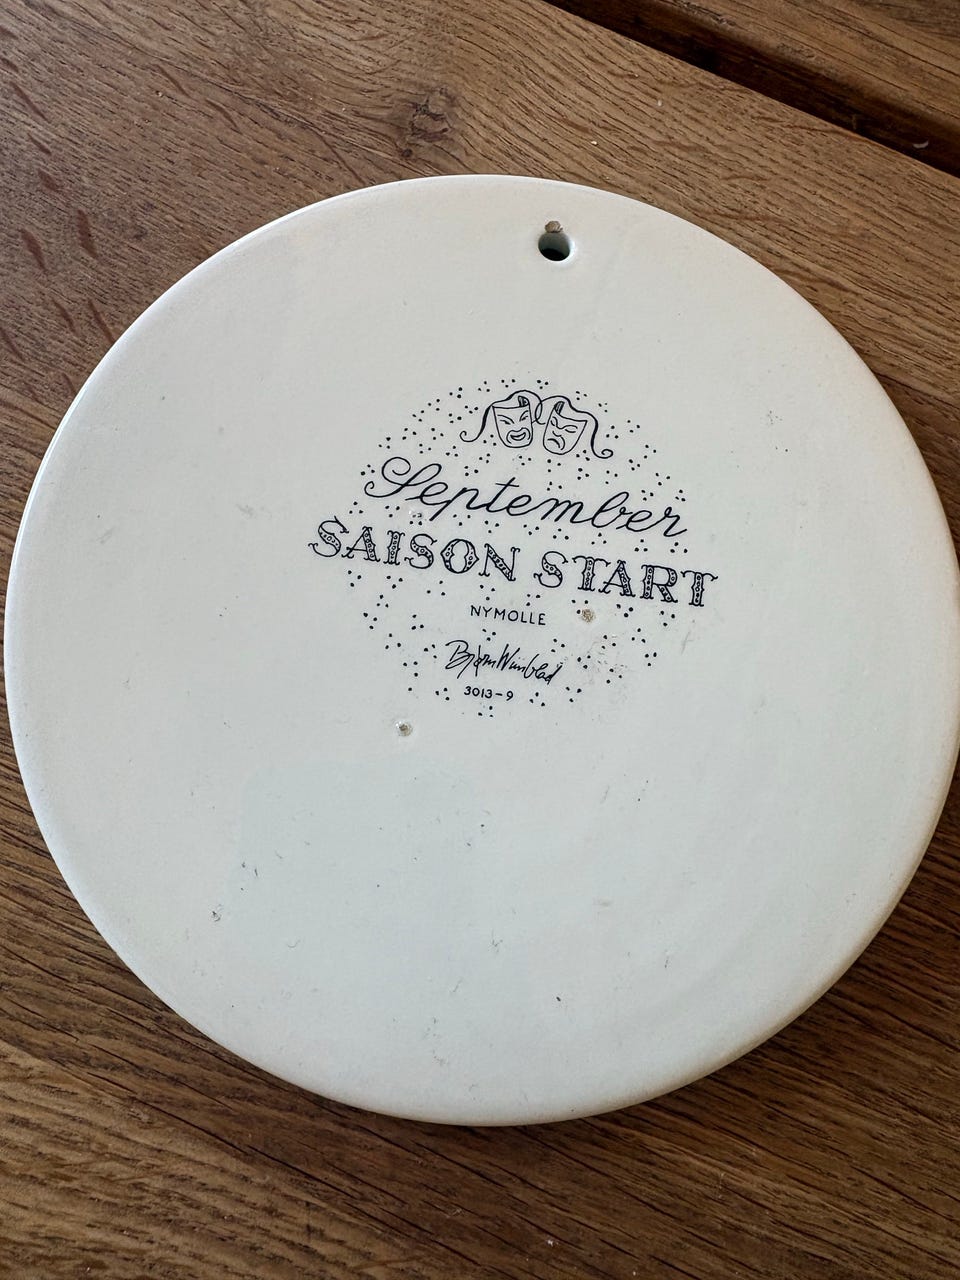 September
SAISON START
NYMOLLE
Bjørn Wiinblad
3013-9